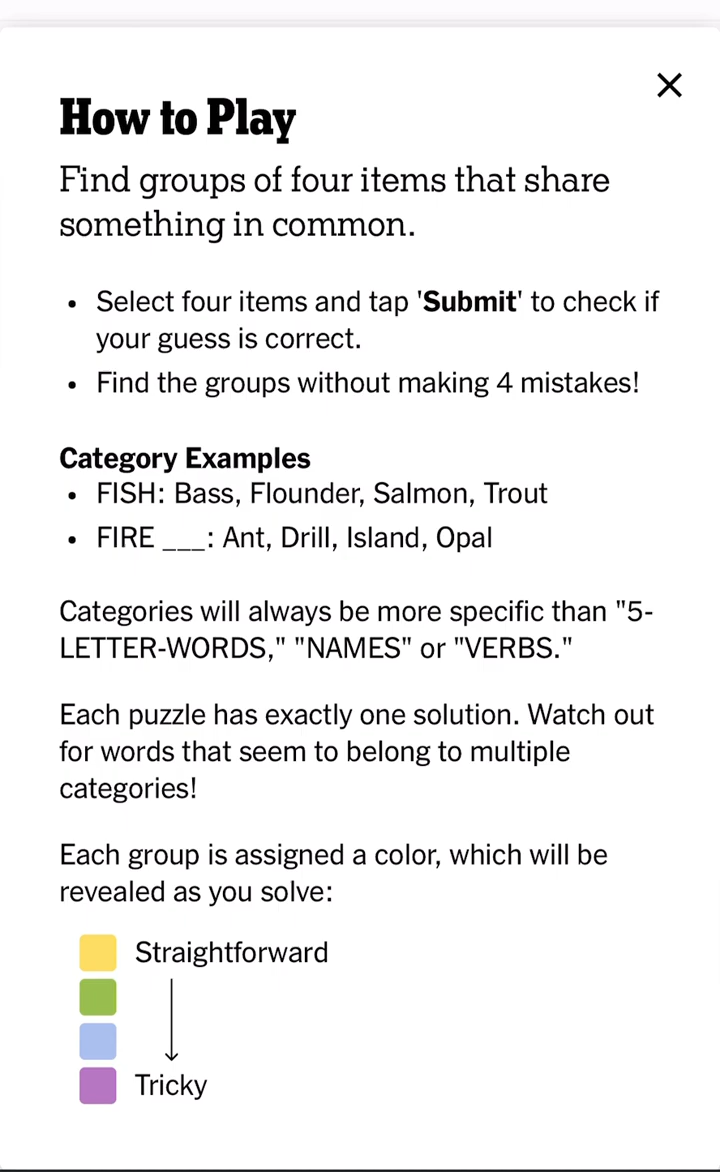 How to Play
Find groups of four items that share
something in common.
• Select four items and tap 'Submit' to check if
your guess is correct.
• Find the groups without making 4 mistakes!
Category Examples
• FISH: Bass, Flounder, Salmon, Trout
• FIRE ___: Ant, Drill, Island, Opal
Categories will always be more specific than "5-
LETTER-WORDS," "NAMES" or "VERBS."
Each puzzle has exactly one solution. Watch out
for words that seem to belong to multiple
categories!
Each group is assigned a color, which will be
revealed as you solve:
Straightforward
Tricky